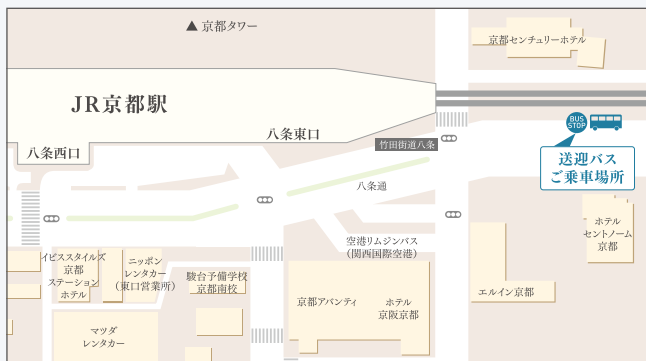 ▲ 京都タワー
京都センチュリーホテル
JR京都駅
BUS
STOP
八条東口
竹田街道八条
八条西口
送迎バス
ご乗車場所
八条通
ホテル
セントノーム
京都
空港リムジンバス
（関西国際空港）
イビススタイルズ
京都
ステーション
ホテル
ニッポン
レンタカー
（東口営業所）
駿台予備学校
京都南校
京都アバンティ
ホテル
京阪京都
エルイン京都
マツダ
レンタカー